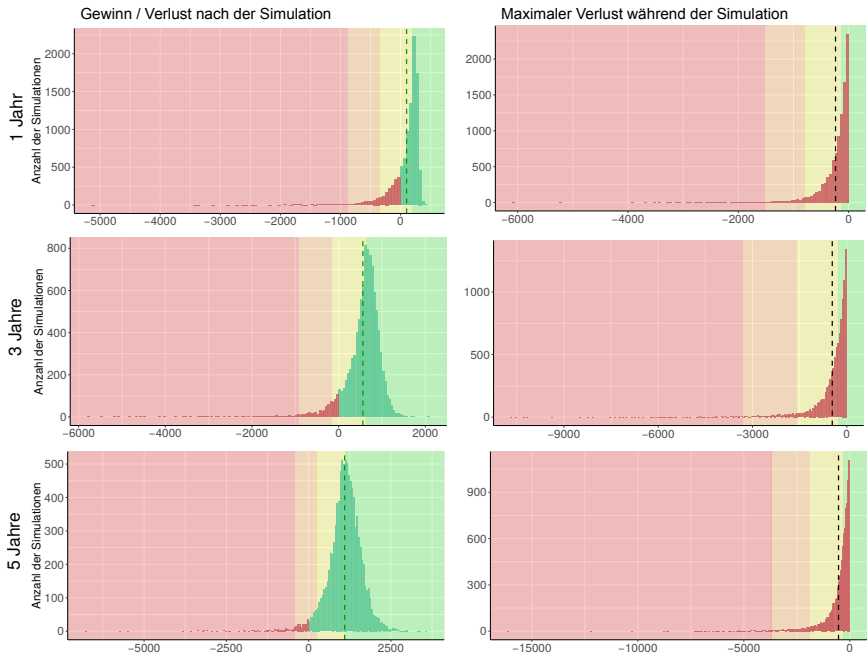 Gewinn / Verlust nach der Simulation
Maximaler Verlust während der Simulation
1 Jahr
Anzahl der Simulationen
2000
1500
1000
500
0
−5000 −4000 −3000 −2000 −1000 0
2000
1500
1000
500
0
−6000 −4000 −2000 0
3 Jahre
Anzahl der Simulationen
800
600
400
200
0
−6000 −4000 −2000 0 2000
1000
500
0
−9000 −6000 −3000 0
5 Jahre
Anzahl der Simulationen
500
400
300
200
100
0
−5000 −2500 0 2500
900
600
300
0
−15000 −10000 −5000 0